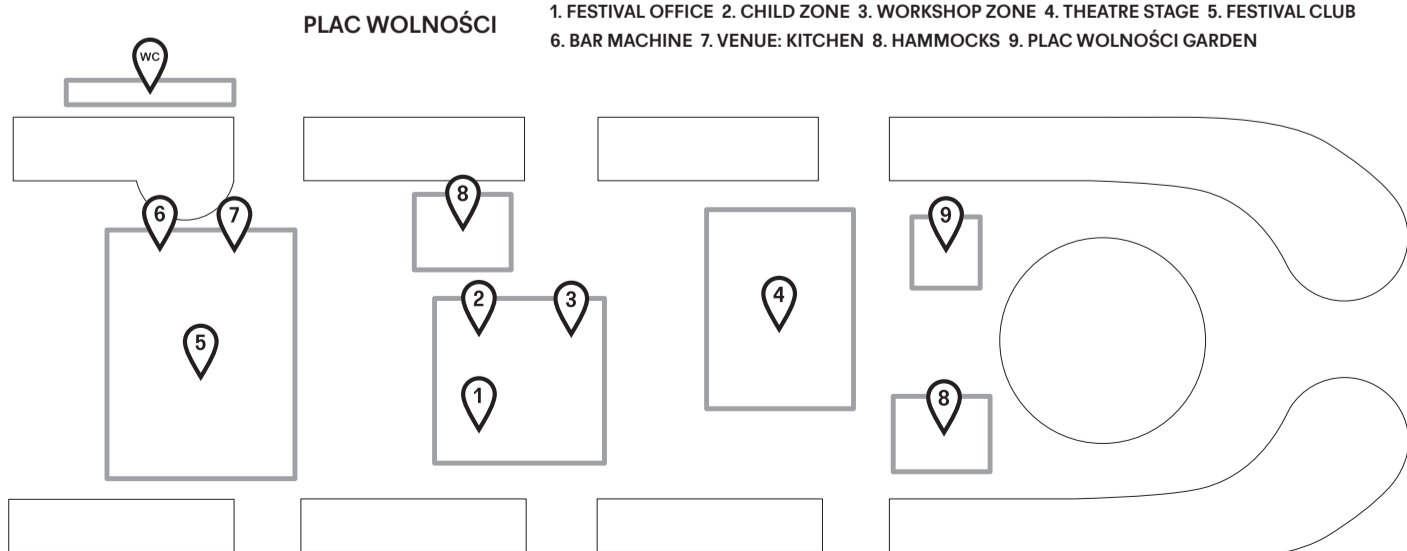 PLAC WOLNOŚCI
1. FESTIVAL OFFICE 2. CHILD ZONE 3. WORKSHOP ZONE 4. THEATRE STAGE 5. FESTIVAL CLUB
6. BAR MACHINE 7. VENUE: KITCHEN 8. HAMMOCKS 9. PLAC WOLNOŚCI GARDEN
WC
8
6
7
9
2
3
4
5
1
8